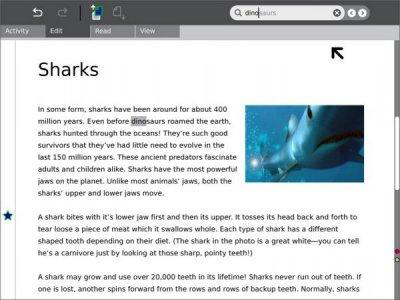 dinosaurs
Activity Edit Read View
Sharks
In some form, sharks have been around for about 400
million years. Even before dinosaurs roamed the earth,
sharks hunted through the oceans! They're such good
survivors that they've had little need to evolve in the
last 150 million years. These ancient predators fascinate
adults and children alike. Sharks have the most powerful
jaws on the planet. Unlike most animals' jaws, both the
sharks' upper and lower jaws move.
A shark bites with it's lower jaw first and then its upper. It tosses its head back and forth to
tear loose a piece of meat which it swallows whole. Each type of shark has a different
shaped tooth depending on their diet. (The shark in the photo is a great white—you can tell
he's a carnivore just by looking at those sharp, pointy teeth!)
A shark may grow and use over 20,000 teeth in its lifetime! Sharks never run out of teeth. If
one is lost, another spins forward from the rows and rows of backup teeth. Normally, sharks